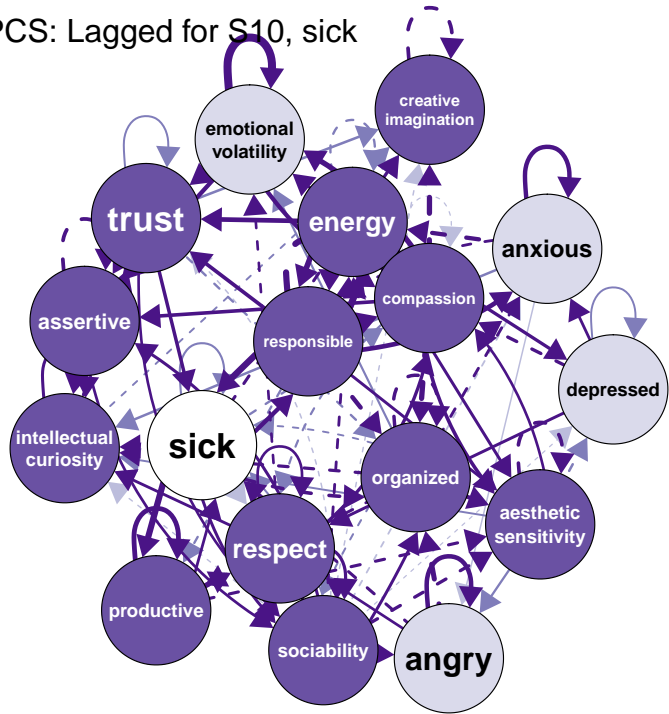 PCS: Lagged for S10, sick
creative
imagination
emotional
volatility
trust
energy
anxious
compassion
assertive
responsible
depressed
intellectual
curiosity
sick
organized
aesthetic
sensitivity
respect
productive
sociability
angry